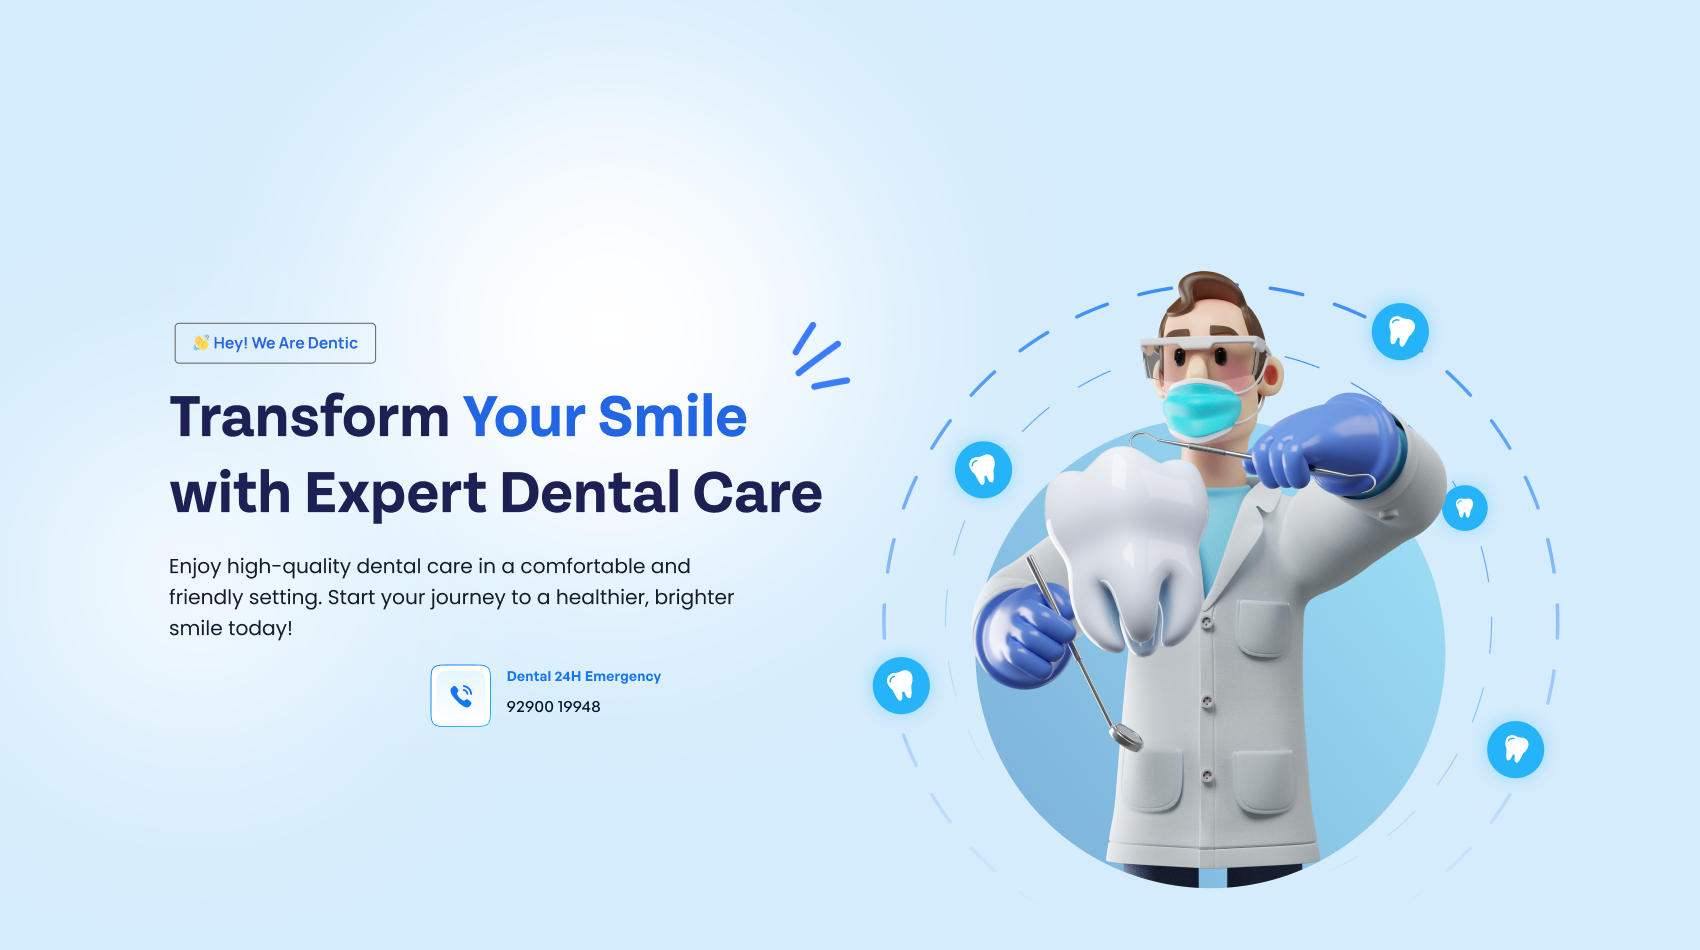 👋 Hey! We Are Dentic
Transform Your Smile
with Expert Dental Care
Enjoy high-quality dental care in a comfortable and
friendly setting. Start your journey to a healthier, brighter
smile today!
Dental 24H Emergency
92900 19948